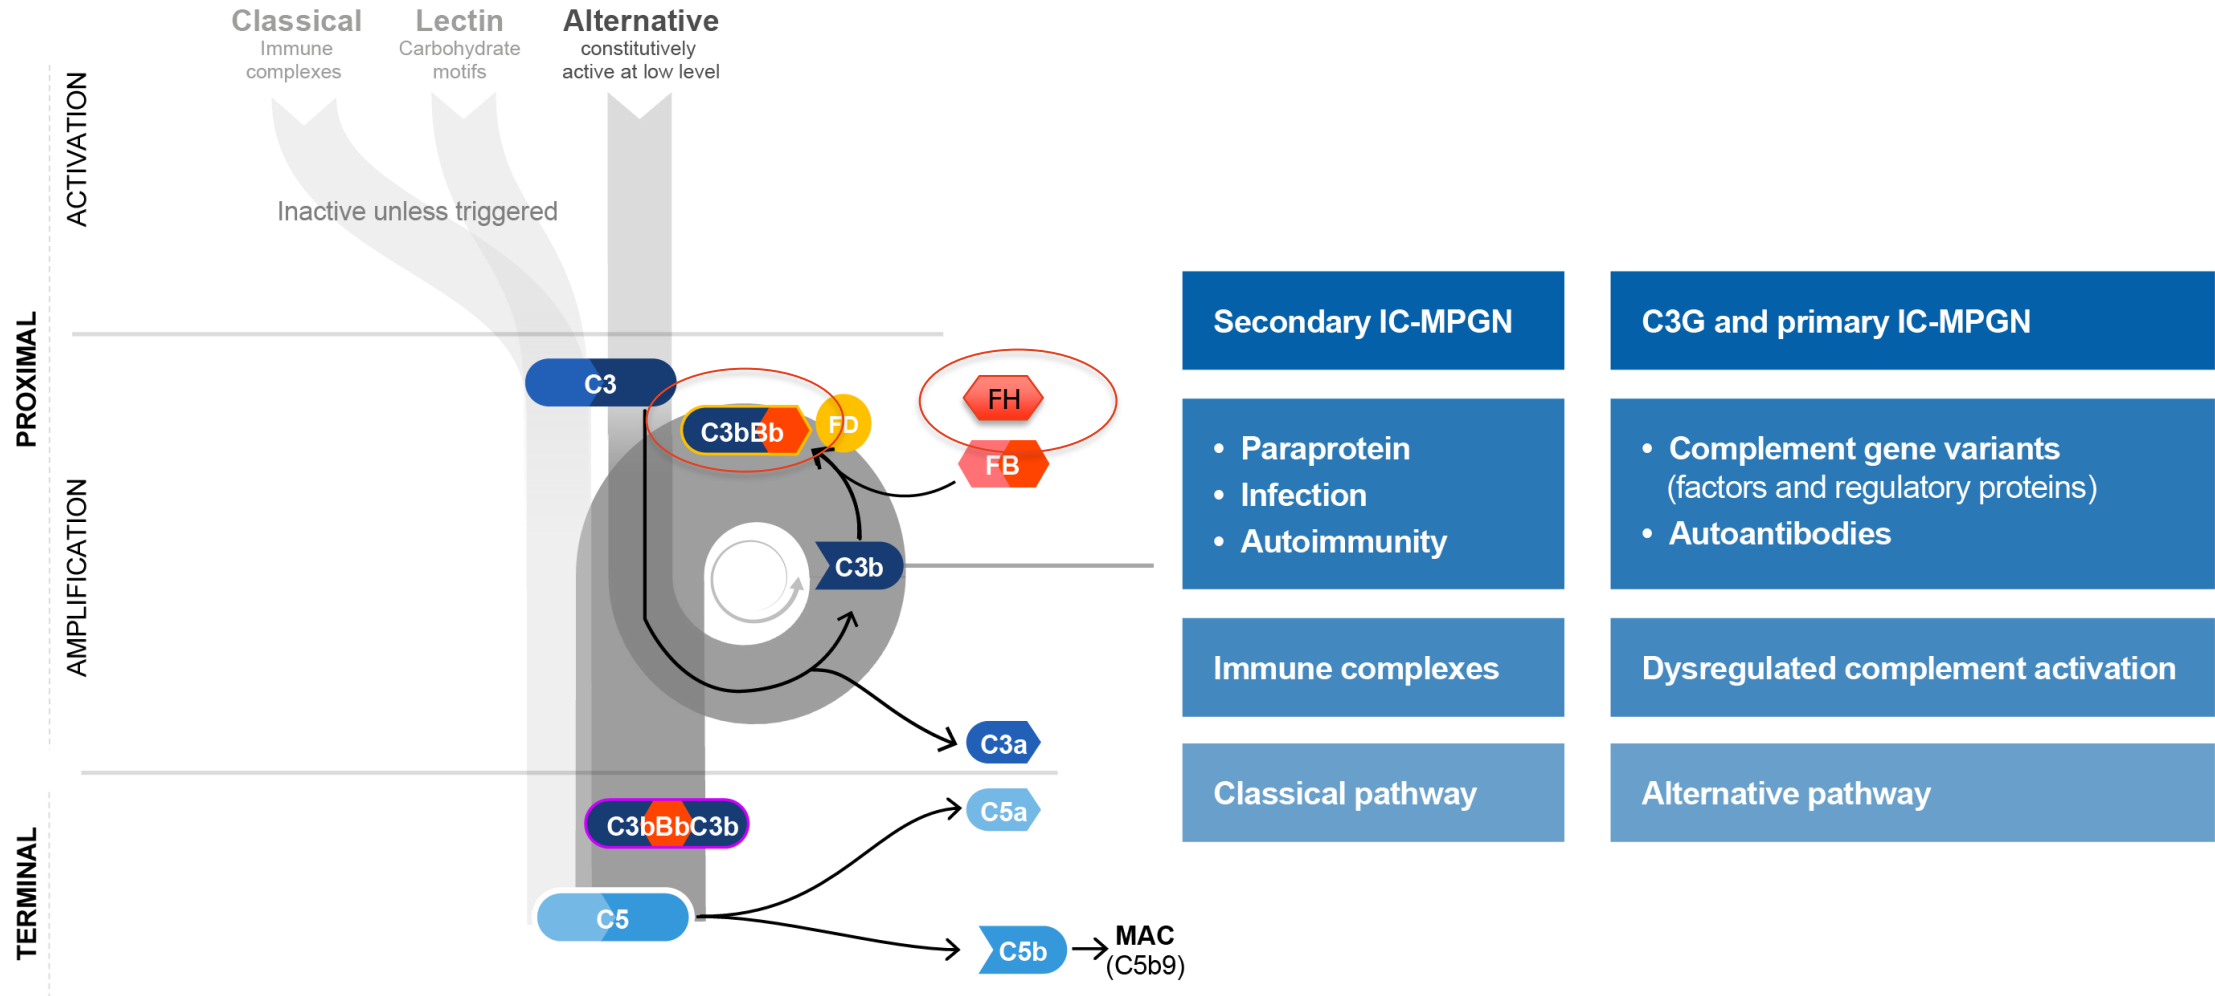 Classical
Immune
complexes
Lectin
Carbohydrate
motifs
Alternative
constitutively
active at low level
ACTIVATION
Inactive unless triggered
PROXIMAL
AMPLIFICATION
C3
C3bBb
FD
FH
FB
C3b
C3a
TERMINAL
C3bBbC3b
C5a
C5
C5b
MAC
(C5b9)
Secondary IC-MPGN
• Paraprotein
• Infection
• Autoimmunity
Immune complexes
Classical pathway
C3G and primary IC-MPGN
• Complement gene variants
(factors and regulatory proteins)
• Autoantibodies
Dysregulated complement activation
Alternative pathway